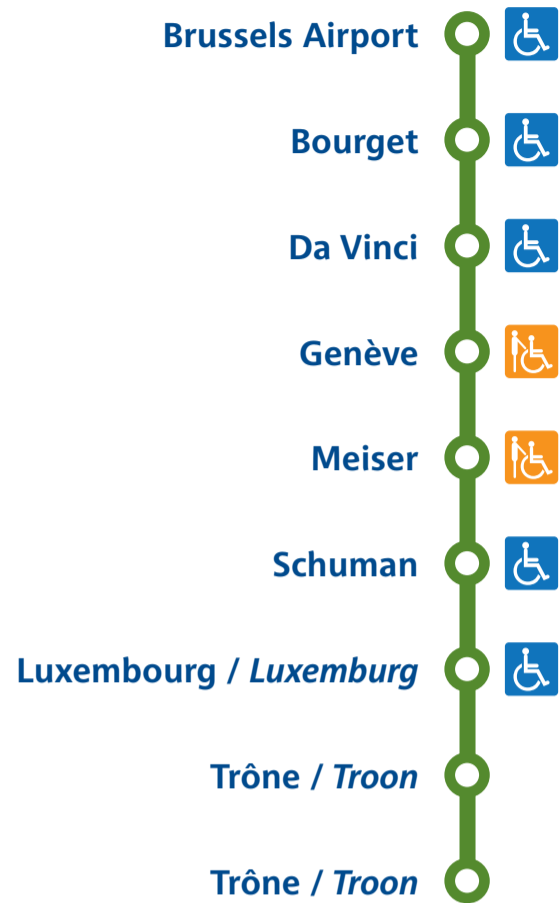 Brussels Airport
Bourget
Da Vinci
Genève
Meiser
Schuman
Luxembourg / Luxemburg
Trône / Troon
Trône / Troon